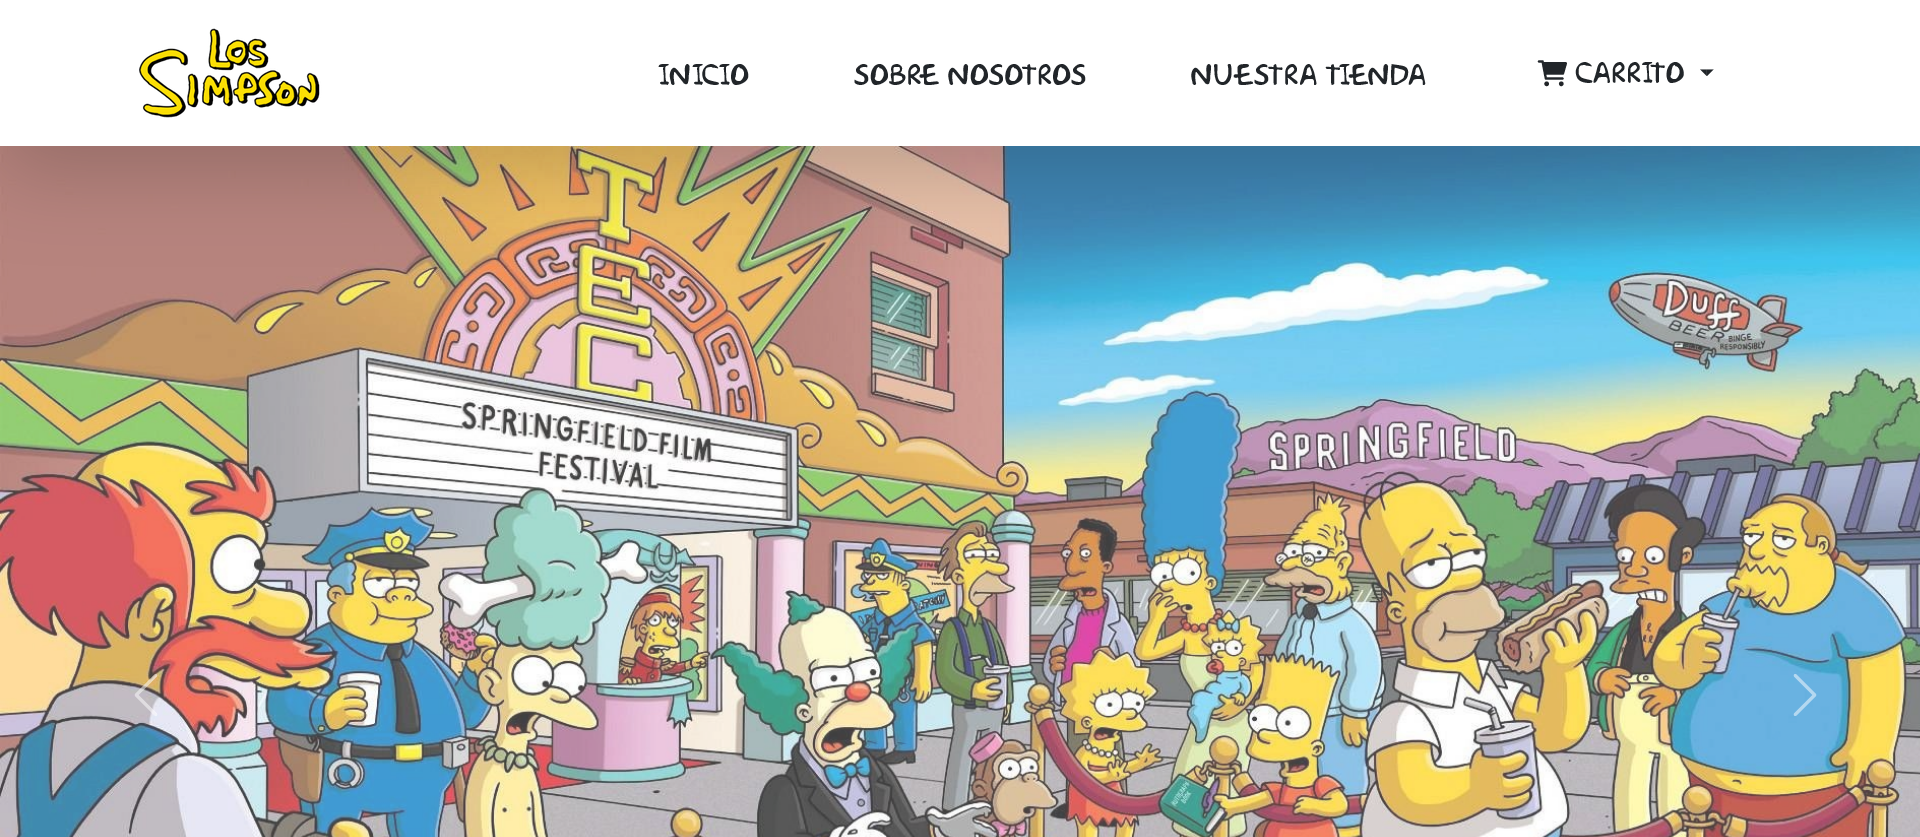 Los
Simpson
INICIO
SOBRE NOSOTROS
NUESTRA TIENDA
CARRITO
TEC
SPRINGFIELD FILM
FESTIVAL
Duff
BEER
BINGE
RESPONSIBLY
SPRINGFIELD